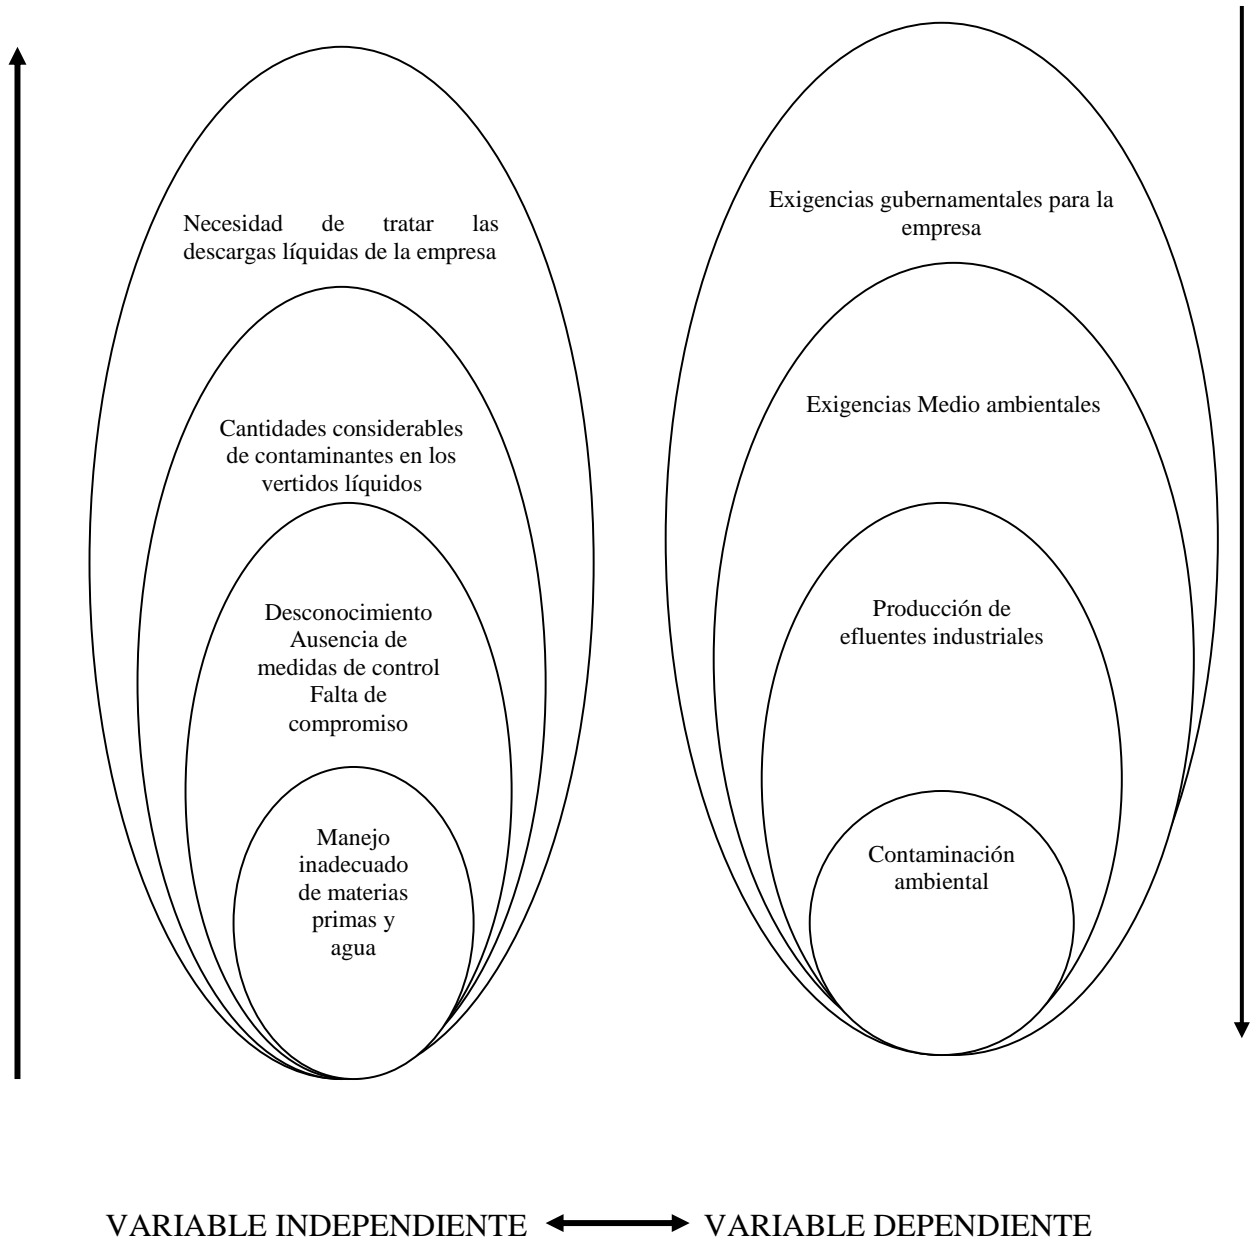 Necesidad de tratar las
descargas líquidas de la empresa
Cantidades considerables
de contaminantes en los
vertidos líquidos
Desconocimiento
Ausencia de
medidas de control
Falta de
compromiso
Manejo
inadecuado
de materias
primas y
agua
Exigencias gubernamentales para la
empresa
Exigencias Medio ambientales
Producción de
efluentes industriales
Contaminación
ambiental
VARIABLE INDEPENDIENTE VARIABLE DEPENDIENTE